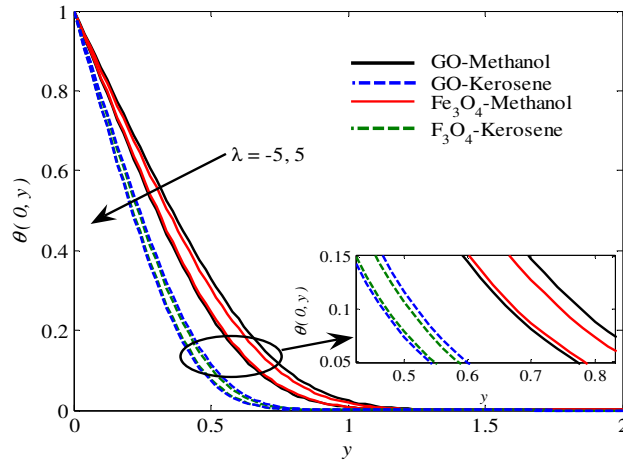 1
0.8
0.6
0.4
0.2
0
θ(0, y)
GO-Methanol
GO-Kerosene
Fe3O4-Methanol
F3O4-Kerosene
λ = -5, 5
0.15
0.1
0.05
θ(0, y)
0.5 0.6 0.7 0.8
y
0 0.5 1 1.5 2
y